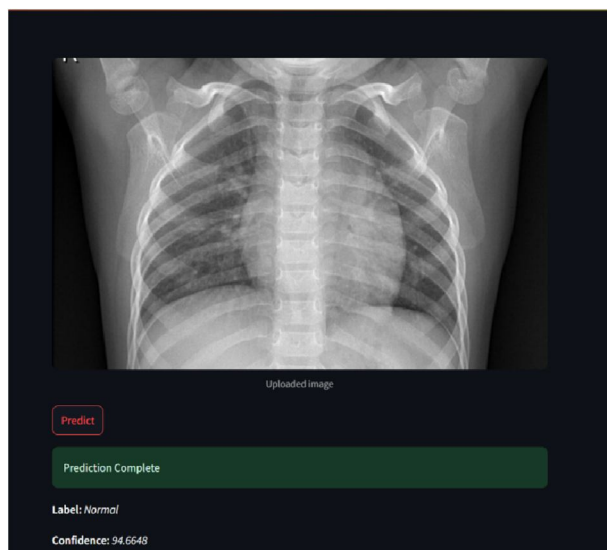 Uploaded image
Predict
Prediction Complete
Label: Normal
Confidence: 94.6648